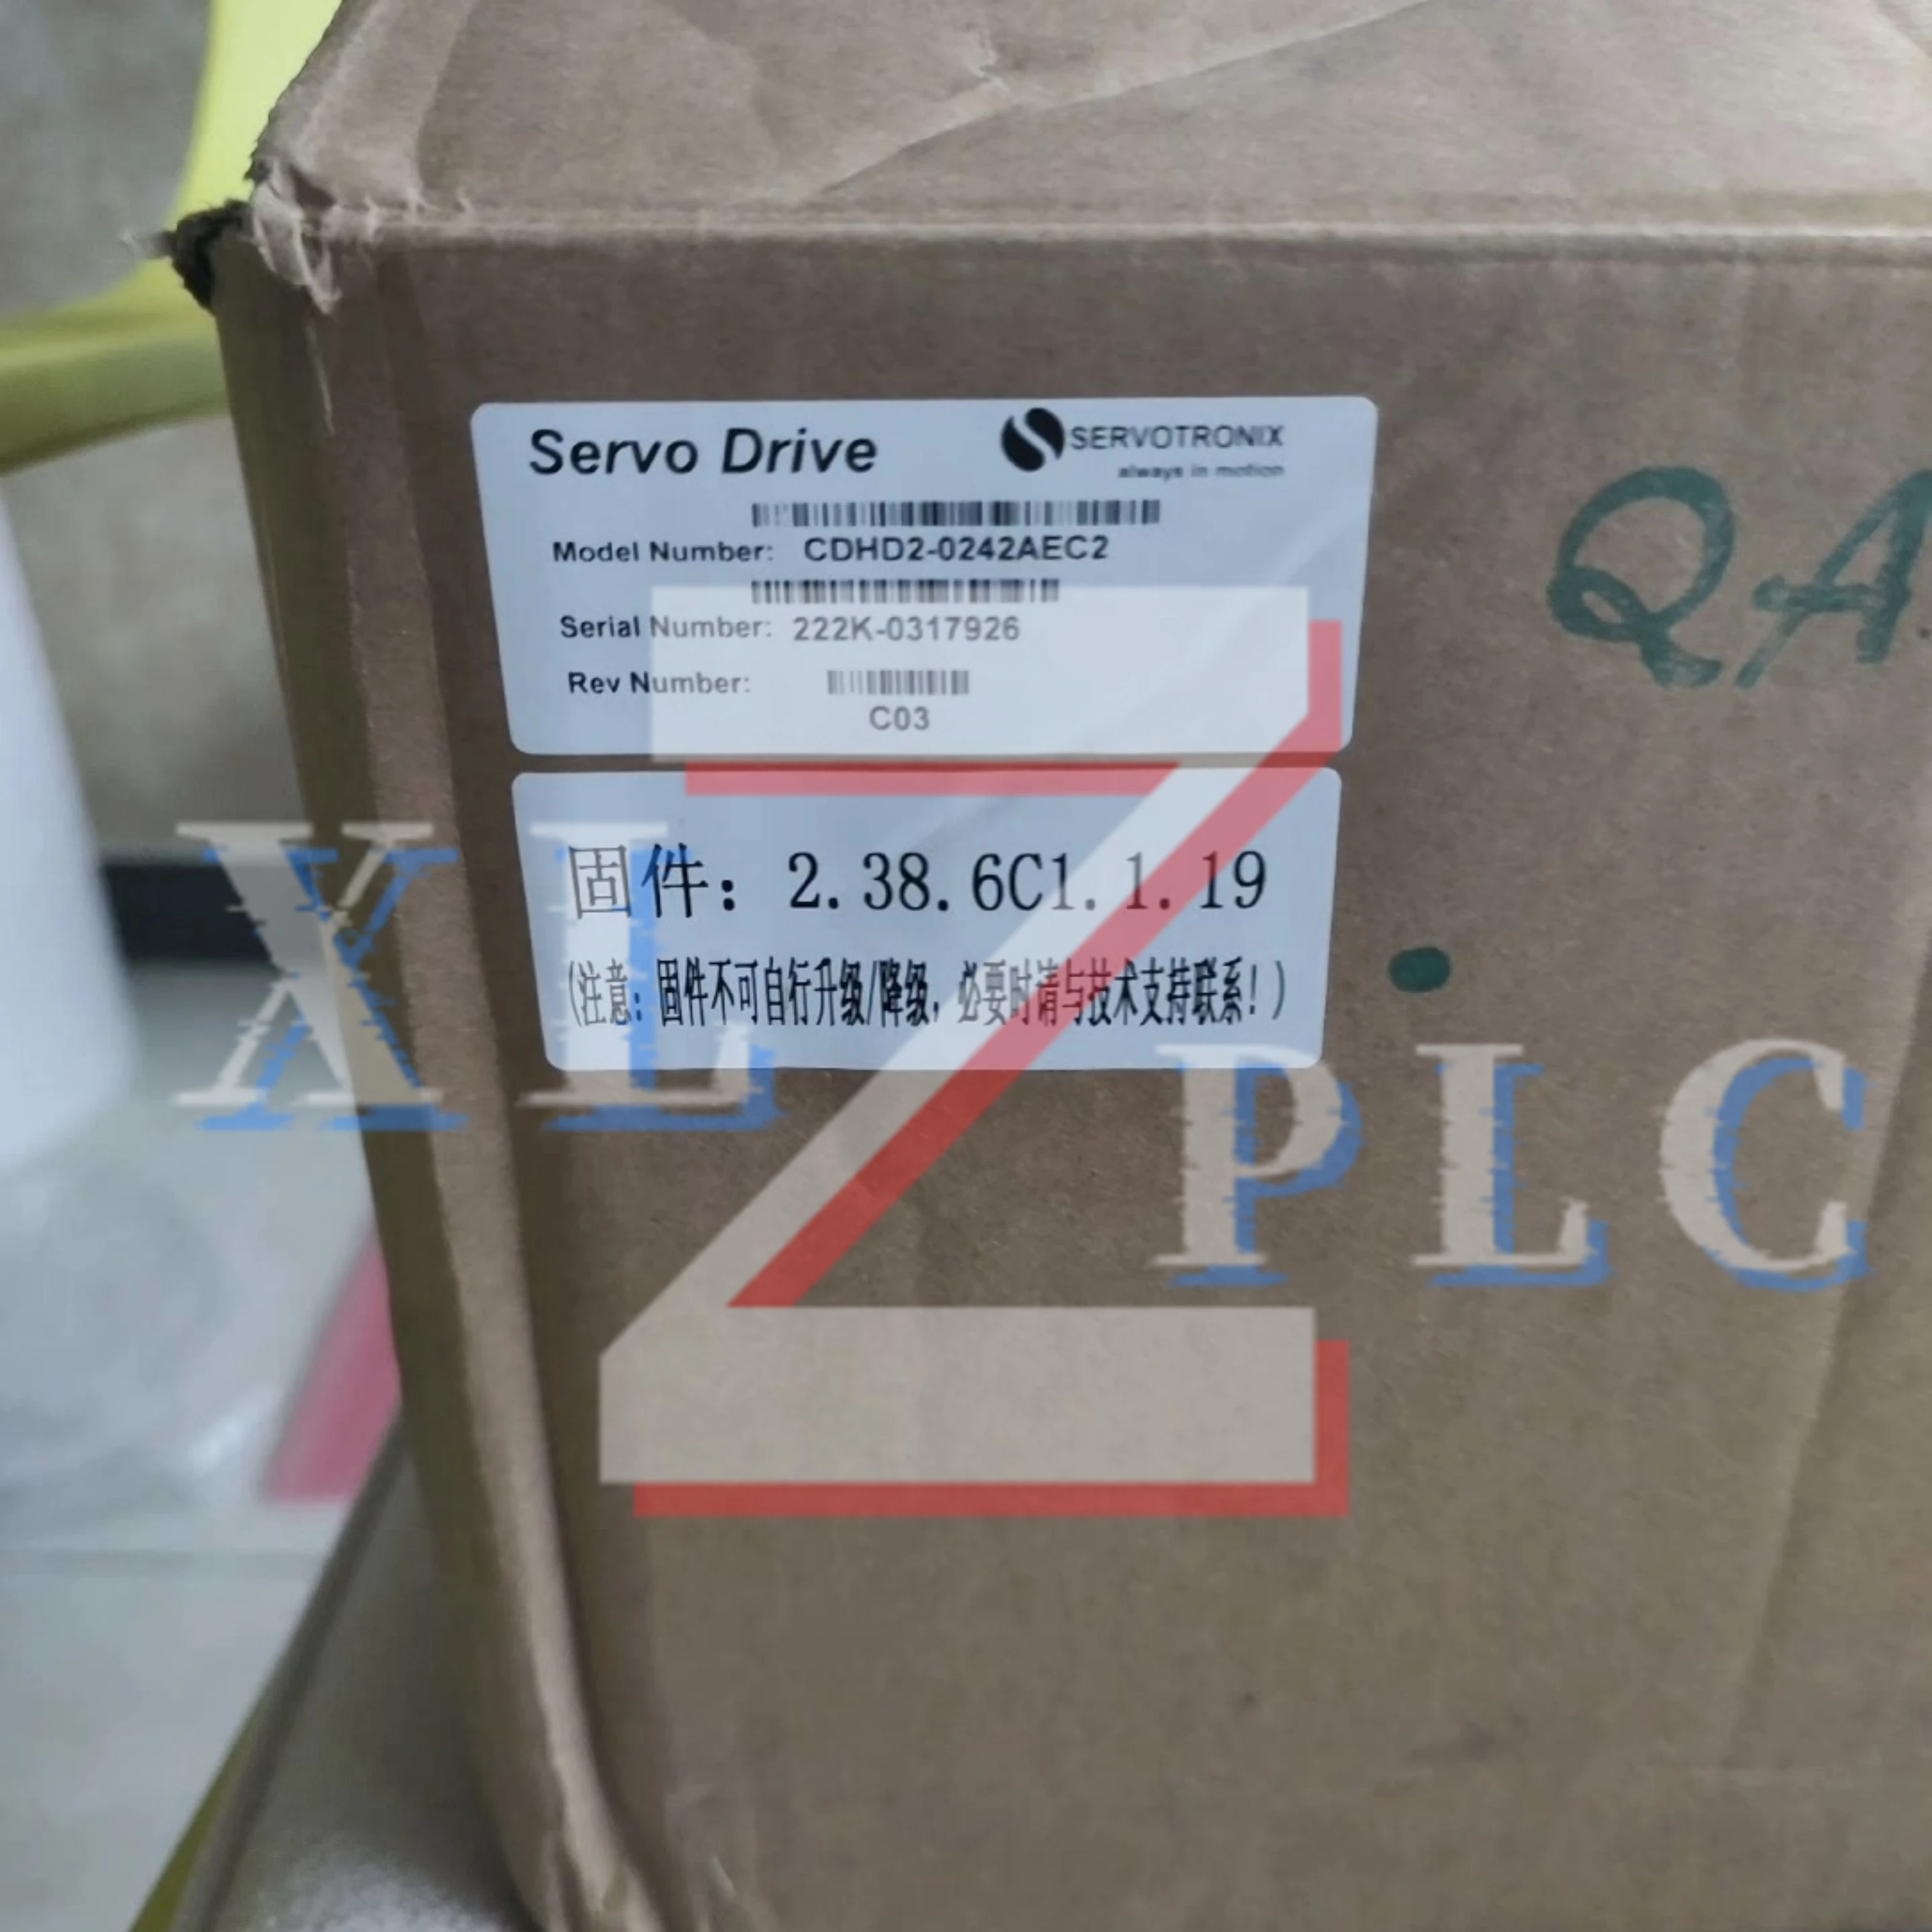 Servo Drive
SERVOTRONIX
always in motion
Model Number: CDHD2-0242AEC2
Serial Number: 222K-0317926
Rev Number:
C03
QA.
固件: 2.38.6C1.1.19
(注意: 固件不可自行升级/降级, 必要时请与技术支持联系!)
XL Z PLC